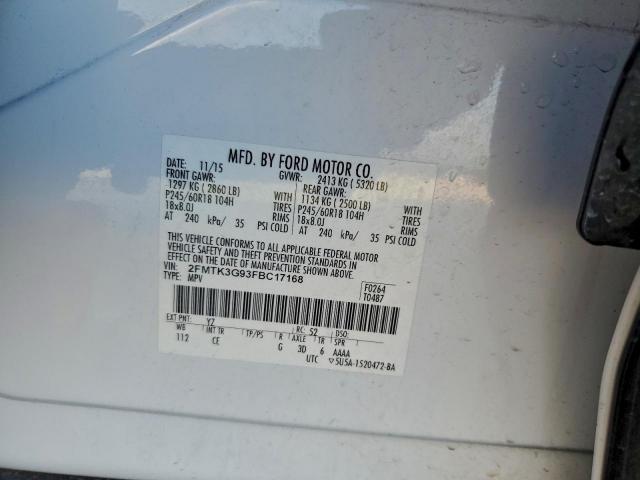 MFD. BY FORD MOTOR CO.
DATE: 11/15 GVWR: 2413 KG ( 5320 LB)
FRONT GAWR: REAR GAWR:
1297 KG ( 2860 LB) WITH 1134 KG ( 2500 LB) WITH
P245/60R18 104H TIRES P245/60R18 104H TIRES
18x8.0J RIMS 18x8.0J RIMS
AT 240 kPa/ 35 PSI COLD AT 240 kPa/ 35 PSI COLD
THIS VEHICLE CONFORMS TO ALL APPLICABLE FEDERAL MOTOR
VEHICLE SAFETY AND THEFT PREVENTION STANDARDS IN
EFFECT ON THE DATE OF MANUFACTURE SHOWN ABOVE.
VIN: 2FMTK3G93FBC17168 F0264
TYPE: MPV T0487
EXT PNT: YZ RC: 52 DSO:
WB INT TR TP/PS R AXLE TR SPR
112 CE G 3D 6 AAAA
UTC ▽5U5A-1520472-BA